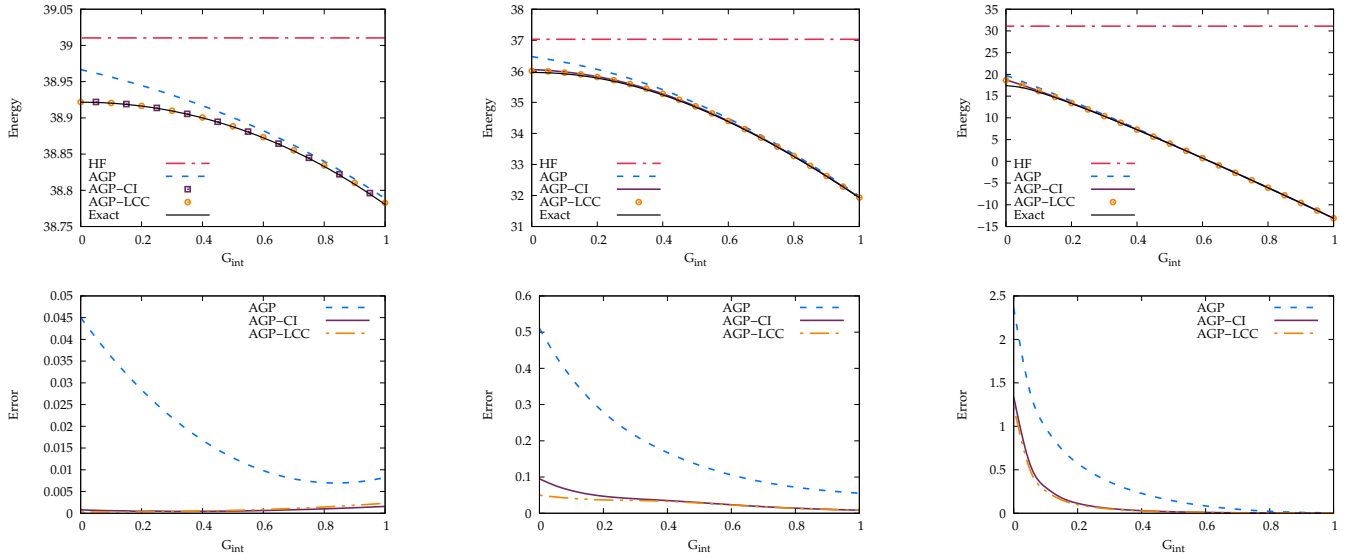 39.05
39
38.95
38.9
38.85
38.8
38.75
Energy
HF
AGP
AGP−CI
AGP−LCC
Exact
0 0.2 0.4 0.6 0.8 1
G_int
38
37
36
35
34
33
32
31
Energy
HF
AGP
AGP−CI
AGP−LCC
Exact
0 0.2 0.4 0.6 0.8 1
G_int
35
30
25
20
15
10
5
0
−5
−10
−15
Energy
HF
AGP
AGP−CI
AGP−LCC
Exact
0 0.2 0.4 0.6 0.8 1
G_int
0.05
0.045
0.04
0.035
0.03
0.025
0.02
0.015
0.01
0.005
0
Error
AGP
AGP−CI
AGP−LCC
0 0.2 0.4 0.6 0.8 1
G_int
0.6
0.5
0.4
0.3
0.2
0.1
0
Error
AGP
AGP−CI
AGP−LCC
0 0.2 0.4 0.6 0.8 1
G_int
2.5
2
1.5
1
0.5
0
Error
AGP
AGP−CI
AGP−LCC
0 0.2 0.4 0.6 0.8 1
G_int